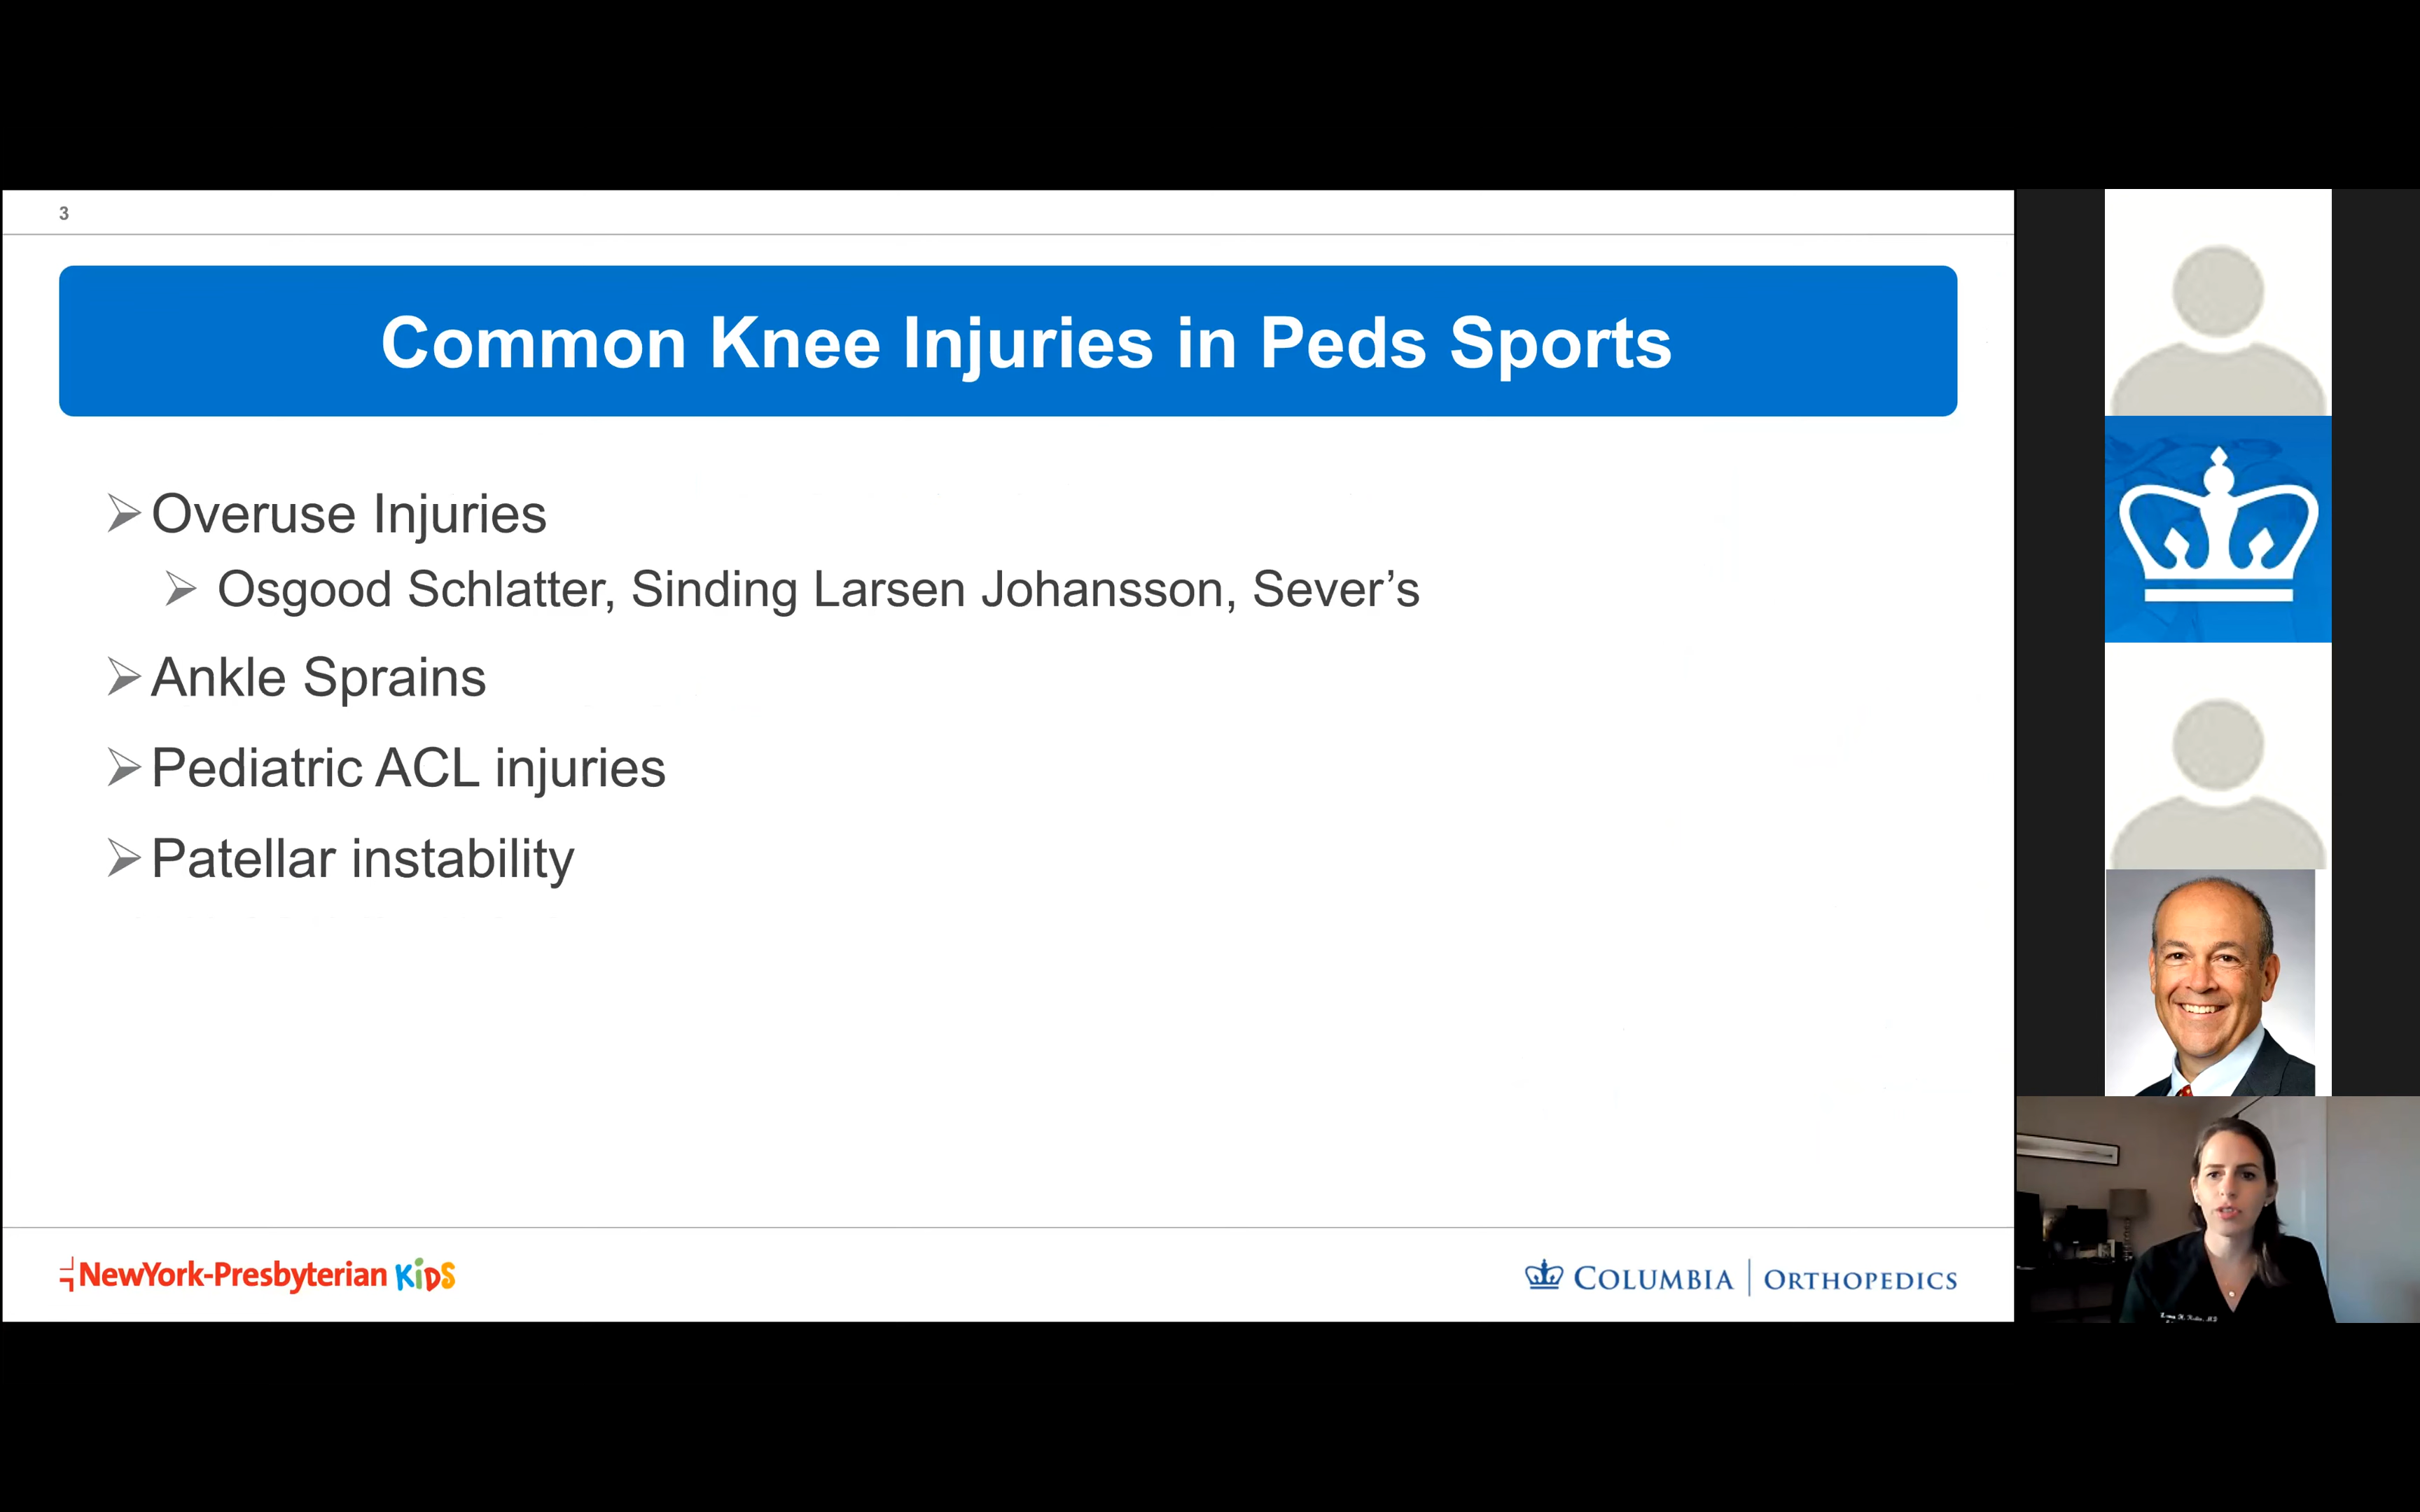 3
Common Knee Injuries in Peds Sports
Overuse Injuries
Osgood Schlatter, Sinding Larsen Johansson, Sever’s
Ankle Sprains
Pediatric ACL injuries
Patellar instability
NewYork-Presbyterian KiDS
COLUMBIA | ORTHOPEDICS